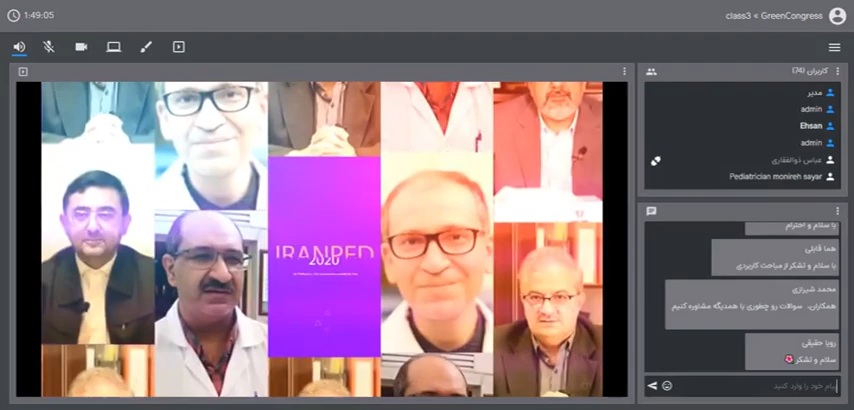 1:49:05
class3 « GreenCongress
کاربران (74)
مدیر
admin
Ehsan
admin
عباس ذوالفقاری
Pediatrician monireh sayar
IRANPED
2020
با سلام و احترام
هما قابلی
با سلام و تشکر از مباحث کاربردی
محمد شیرازی
همکاران، سوالات رو چطوری با همدیگه مشاوره کنیم
رویا حقیقی
سلام و تشکر
پیام خود را وارد کنید